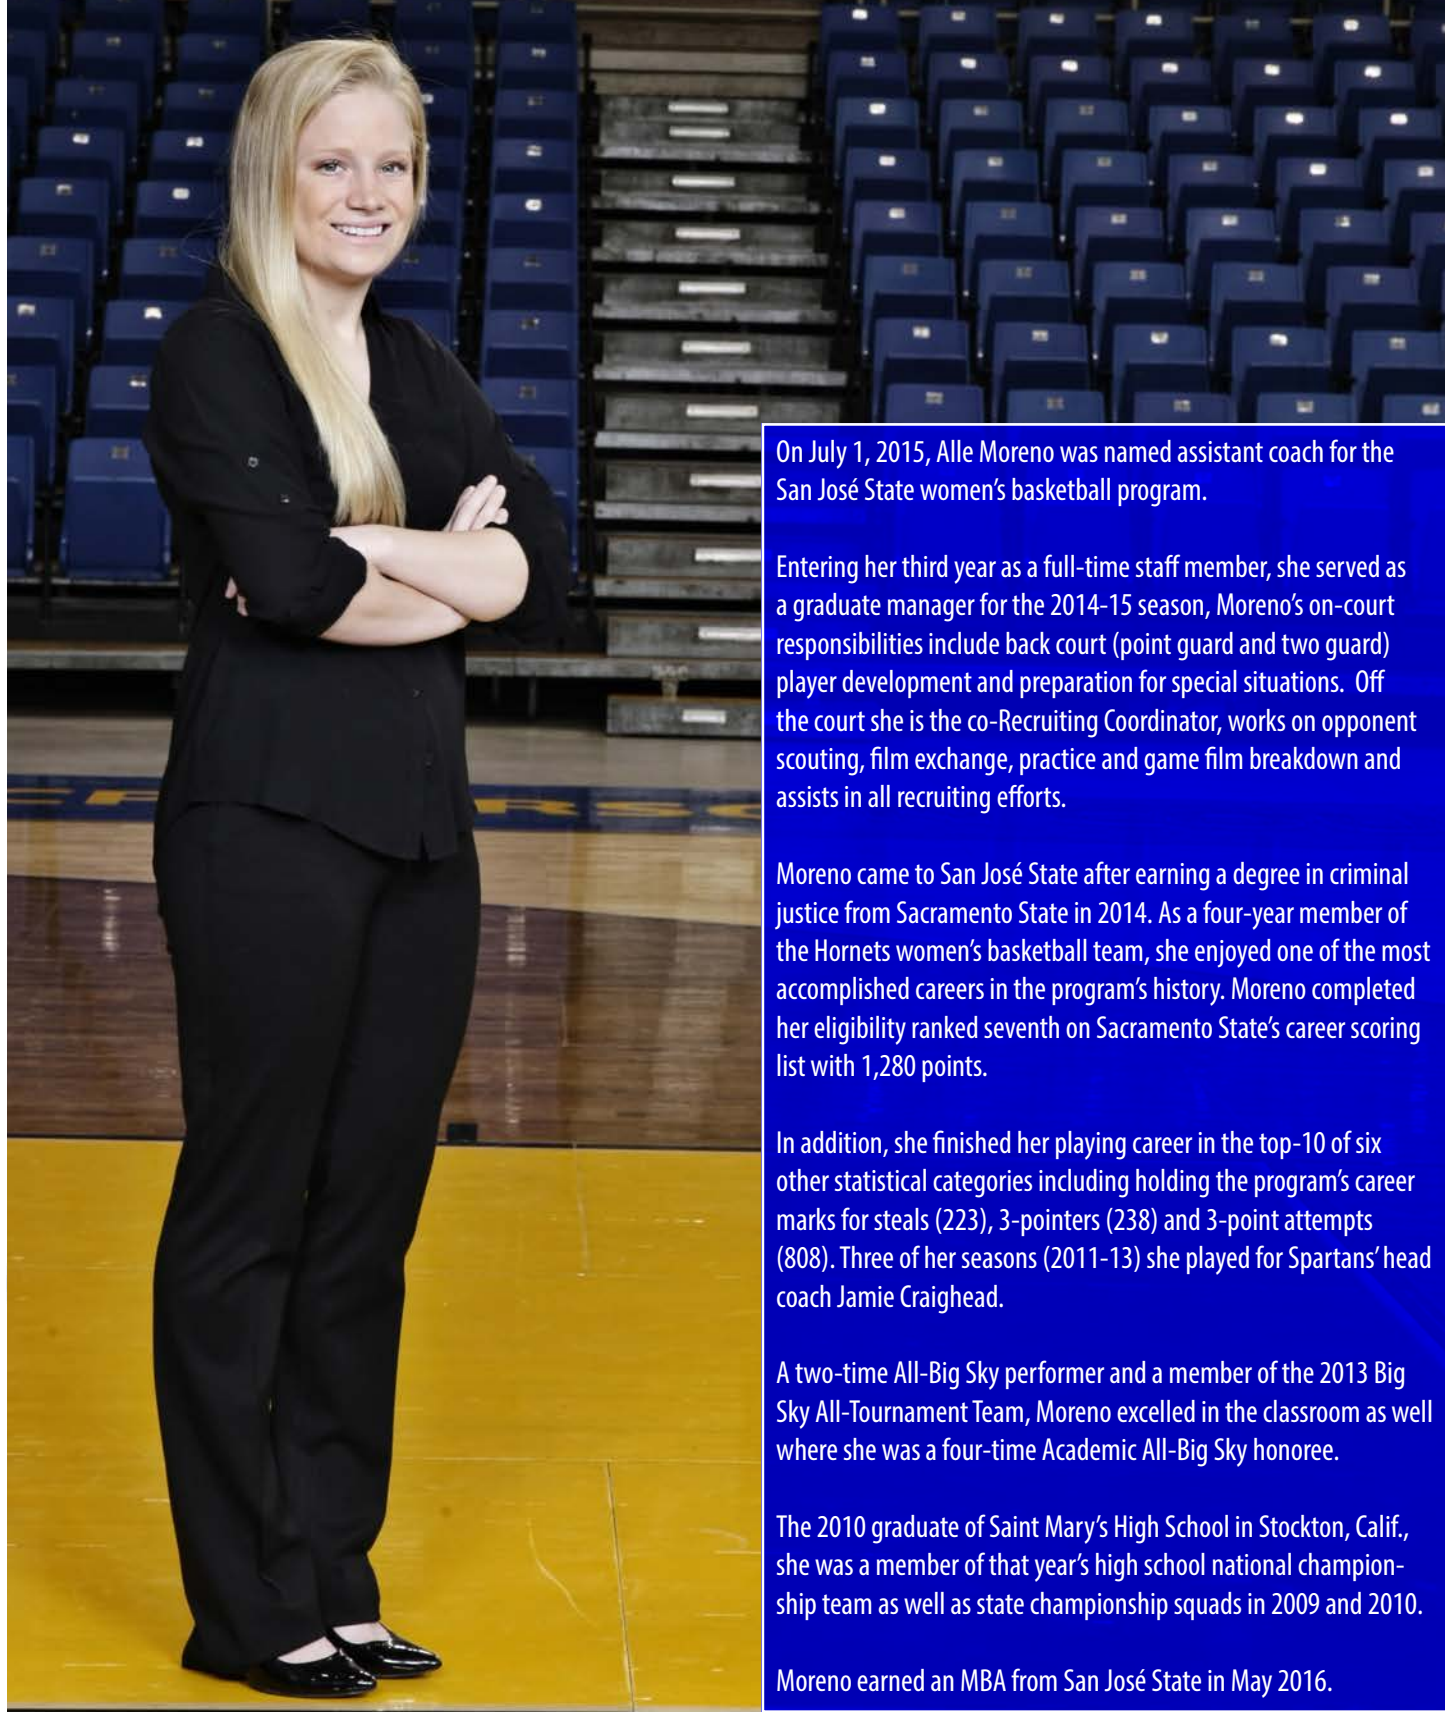 On July 1, 2015, Alle Moreno was named assistant coach for the
San José State women’s basketball program.
Entering her third year as a full-time staff member, she served as
a graduate manager for the 2014-15 season, Moreno’s on-court
responsibilities include back court (point guard and two guard)
player development and preparation for special situations.  Off
the court she is the co-Recruiting Coordinator, works on opponent
scouting, film exchange, practice and game film breakdown and
assists in all recruiting efforts.
Moreno came to San José State after earning a degree in criminal
justice from Sacramento State in 2014. As a four-year member of
the Hornets women’s basketball team, she enjoyed one of the most
accomplished careers in the program’s history. Moreno completed
her eligibility ranked seventh on Sacramento State’s career scoring
list with 1,280 points.
In addition, she finished her playing career in the top-10 of six
other statistical categories including holding the program’s career
marks for steals (223), 3-pointers (238) and 3-point attempts
(808). Three of her seasons (2011-13) she played for Spartans’ head
coach Jamie Craighead.
A two-time All-Big Sky performer and a member of the 2013 Big
Sky All-Tournament Team, Moreno excelled in the classroom as well
where she was a four-time Academic All-Big Sky honoree.
The 2010 graduate of Saint Mary’s High School in Stockton, Calif.,
she was a member of that year’s high school national champion-
ship team as well as state championship squads in 2009 and 2010.
Moreno earned an MBA from San José State in May 2016.